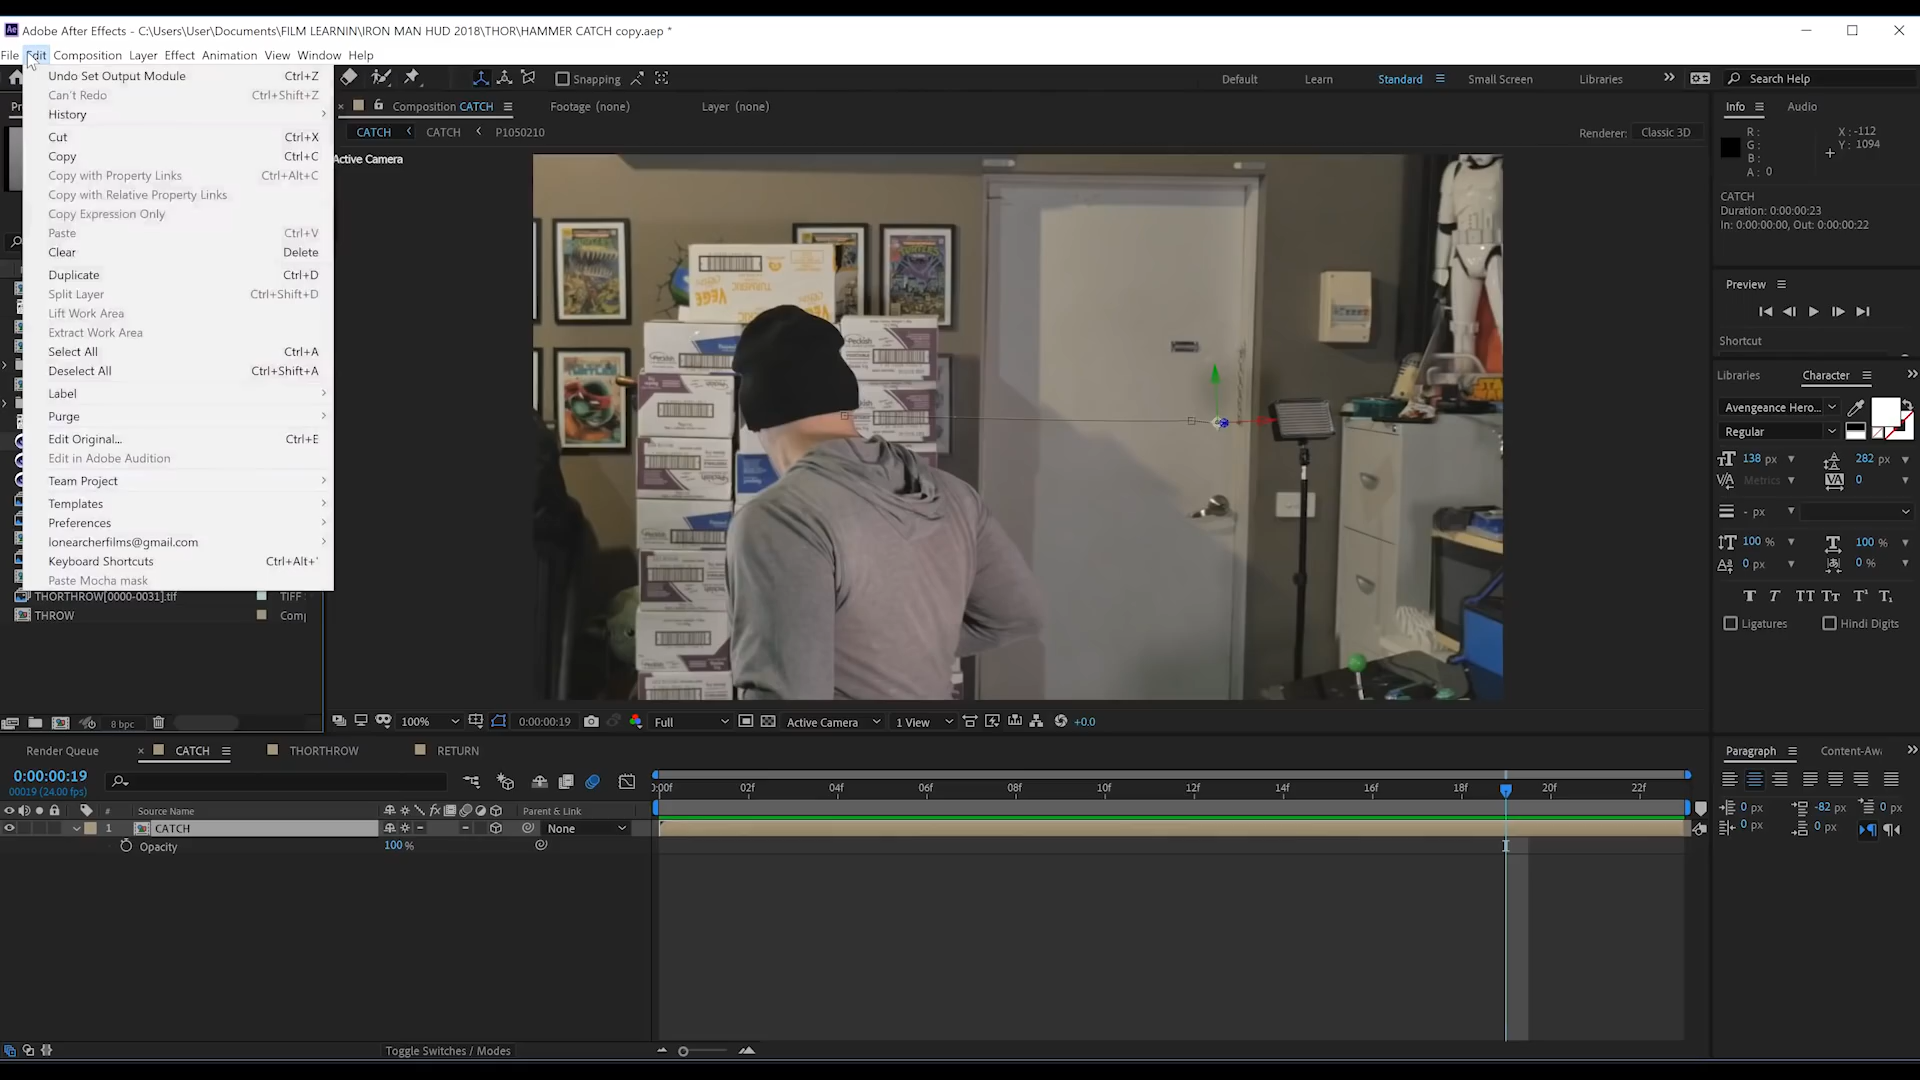 Adobe After Effects - C:\Users\User\Documents\FILM LEARNIN\IRON MAN HUD 2018\THOR\HAMMER CATCH copy.aep *
File Edit Composition Layer Effect Animation View Window Help
Snapping
Default Learn Standard Small Screen Libraries Search Help
Undo Set Output Module Ctrl+Z
Can't Redo Ctrl+Shift+Z
History
Cut Ctrl+X
Copy Ctrl+C
Copy with Property Links Ctrl+Alt+C
Copy with Relative Property Links
Copy Expression Only
Paste Ctrl+V
Clear Delete
Duplicate Ctrl+D
Split Layer Ctrl+Shift+D
Lift Work Area
Extract Work Area
Select All Ctrl+A
Deselect All Ctrl+Shift+A
Label
Purge
Edit Original... Ctrl+E
Edit in Adobe Audition
Team Project
Templates
Preferences
lonearcherfilms@gmail.com
Keyboard Shortcuts Ctrl+Alt+'
Paste Mocha mask
THORTHROW[0000-0031].tif TIFF
THROW Comp
8 bpc
Composition CATCH Footage (none) Layer (none)
CATCH CATCH P1050210
Renderer: Classic 3D
Active Camera
VEGE
Peckish
100% 0:00:00:19 Full Active Camera 1 View +0.0
Info Audio
R: X: -112
G: Y: 1094
B:
A: 0
CATCH
Duration: 0:00:00:23
In: 0:00:00:00, Out: 0:00:00:22
Preview
Shortcut
Libraries Character
Avengeance Hero...
Regular
138 px 282 px
Metrics 0
- px
100 % 100 %
0 px 0 %
Ligatures Hindi Digits
Paragraph Content-Aw
0 px -82 px 0 px
0 px 0 px
Render Queue CATCH THORTHROW RETURN
0:00:00:19
00019 (24.00 fps)
:00f 02f 04f 06f 08f 10f 12f 14f 16f 18f 20f 22f
# Source Name Parent & Link
1 CATCH None
Opacity 100 %
Toggle Switches / Modes